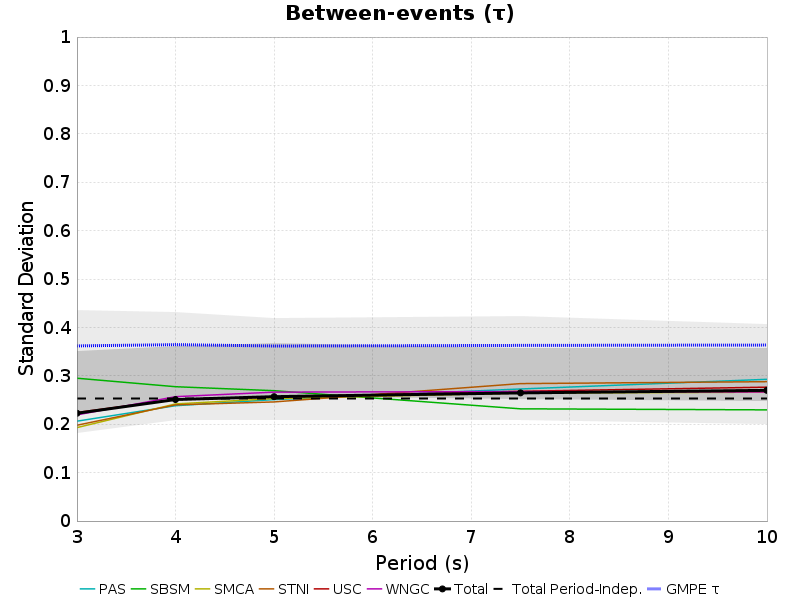 Between-events (τ)
Standard Deviation
1
0.9
0.8
0.7
0.6
0.5
0.4
0.3
0.2
0.1
0
3 4 5 6 7 8 9 10
Period (s)
PAS SBSM SMCA STNI USC WNGC Total Total Period-Indep. GMPE τ